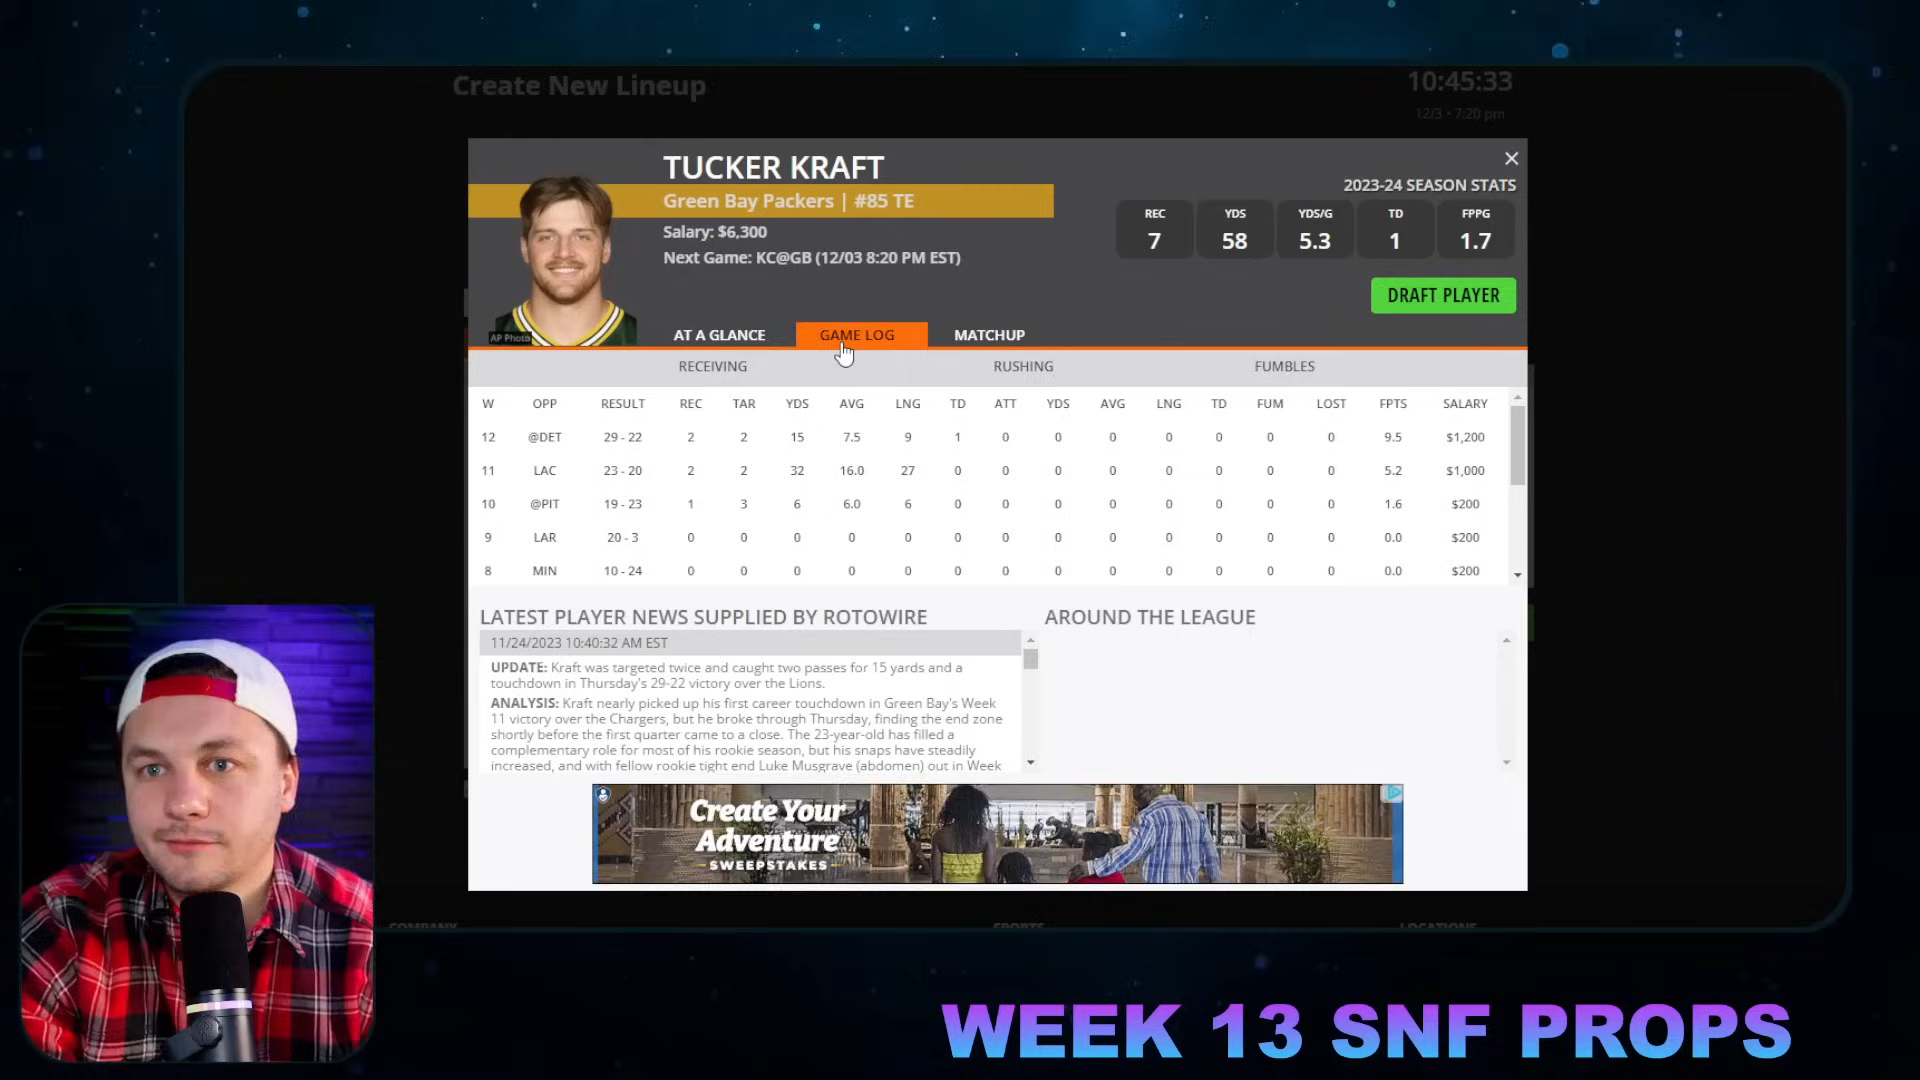 Create New Lineup
10:45:33
12/3 • 7:20 pm
TUCKER KRAFT
Green Bay Packers | #85 TE
Salary: $6,300
Next Game: KC@GB (12/03 8:20 PM EST)
AP Photo
2023-24 SEASON STATS
REC YDS YDS/G TD FPPG
7 58 5.3 1 1.7
DRAFT PLAYER
AT A GLANCE GAME LOG MATCHUP
RECEIVING RUSHING FUMBLES
W OPP RESULT REC TAR YDS AVG LNG TD ATT YDS AVG LNG TD FUM LOST FPTS SALARY
12 @DET 29 - 22 2 2 15 7.5 9 1 0 0 0 0 0 0 0 9.5 $1,200
11 LAC 23 - 20 2 2 32 16.0 27 0 0 0 0 0 0 0 0 5.2 $1,000
10 @PIT 19 - 23 1 3 6 6.0 6 0 0 0 0 0 0 0 0 1.6 $200
9 LAR 20 - 3 0 0 0 0 0 0 0 0 0 0 0 0 0 0.0 $200
8 MIN 10 - 24 0 0 0 0 0 0 0 0 0 0 0 0 0 0.0 $200
LATEST PLAYER NEWS SUPPLIED BY ROTOWIRE
11/24/2023 10:40:32 AM EST
UPDATE: Kraft was targeted twice and caught two passes for 15 yards and a
touchdown in Thursday's 29-22 victory over the Lions.
ANALYSIS: Kraft nearly picked up his first career touchdown in Green Bay's Week
11 victory over the Chargers, but he broke through Thursday, finding the end zone
shortly before the first quarter came to a close. The 23-year-old has filled a
complementary role for most of his rookie season, but his snaps have steadily
increased, and with fellow rookie tight end Luke Musgrave (abdomen) out in Week
AROUND THE LEAGUE
Create Your
Adventure
SWEEPSTAKES
COMPANY SPORTS LOCATIONS
WEEK 13 SNF PROPS